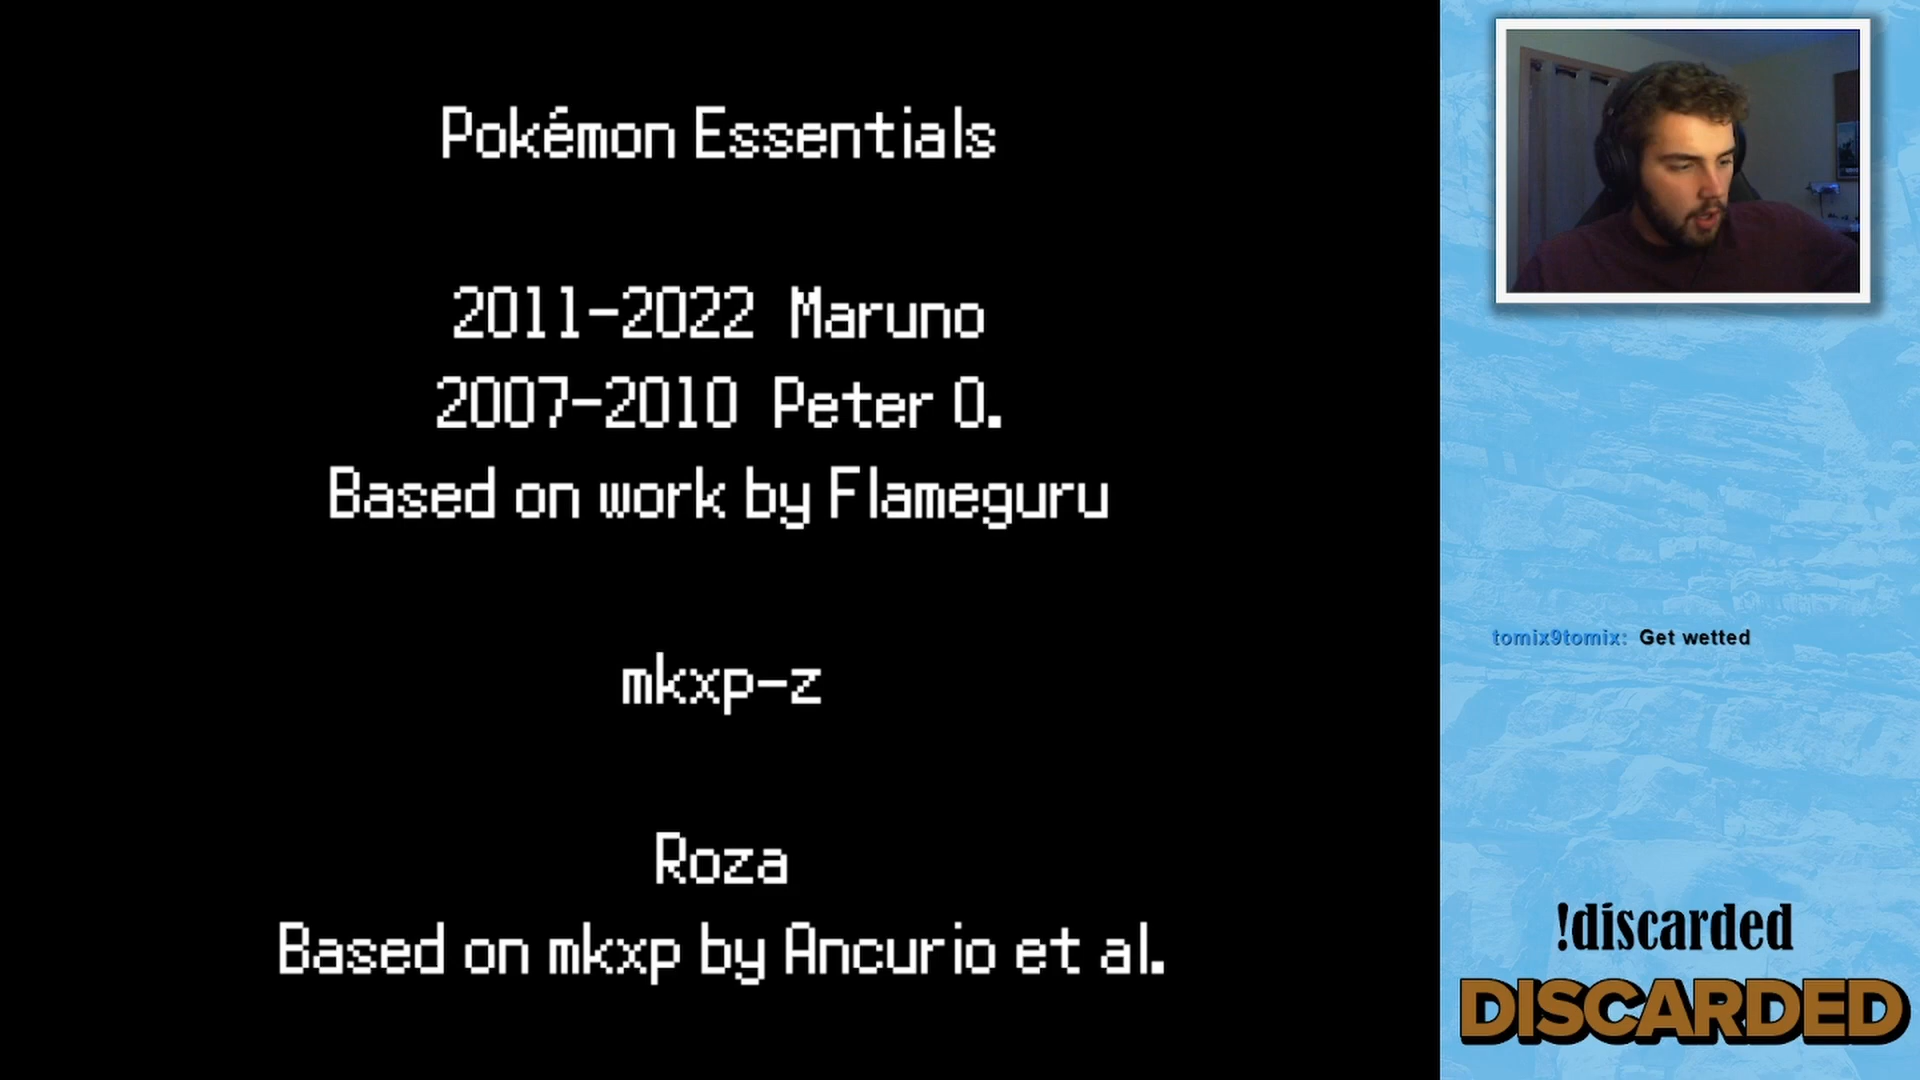 Pokémon Essentials
2011-2022 Maruno
2007-2010 Peter O.
Based on work by Flameguru
mkxp-z
Roza
Based on mkxp by Ancurio et al.
tomix9tomix: Get wetted
!discarded
DISCARDED